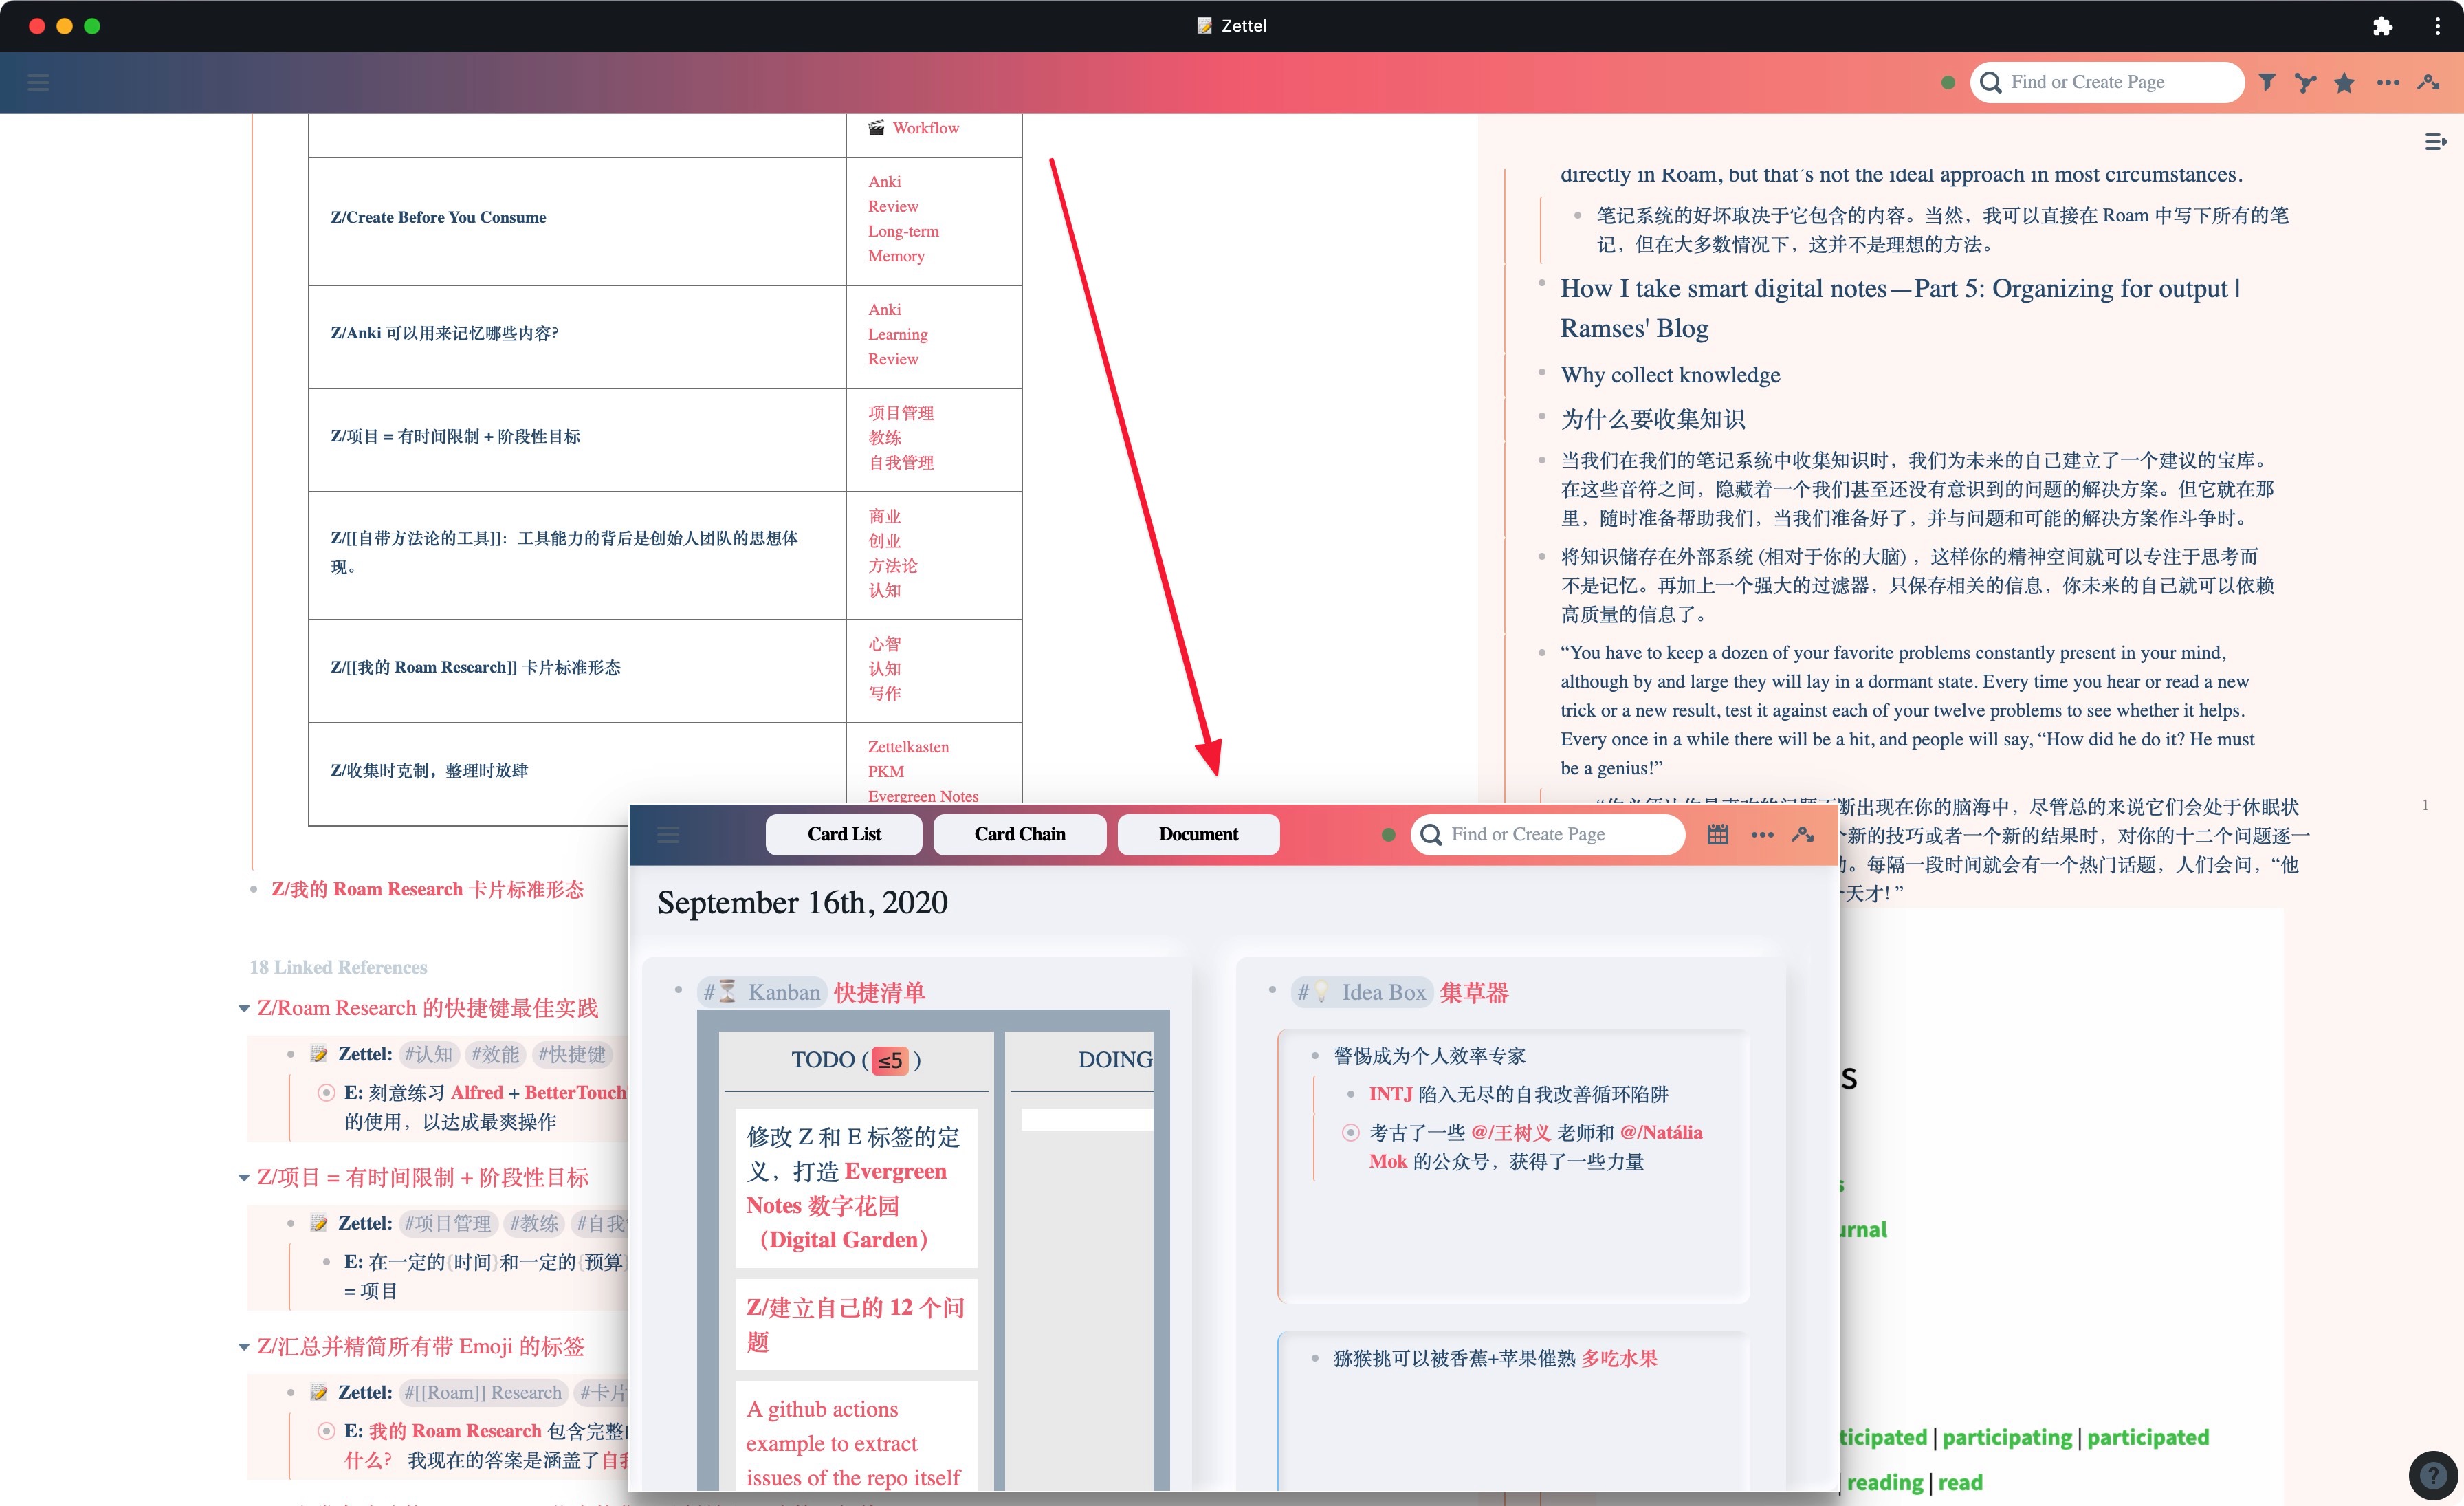 Zettel
Find or Create Page
Workflow
Z/Create Before You Consume
Anki
Review
Long-term
Memory
Z/Anki 可以用来记忆哪些内容?
Anki
Learning
Review
Z/项目 = 有时间限制 + 阶段性目标
项目管理
教练
自我管理
Z/[[自带方法论的工具]]：工具能力的背后是创始人团队的思想体
现。
商业
创业
方法论
认知
Z/[[我的 Roam Research]] 卡片标准形态
心智
认知
写作
Z/收集时克制，整理时放肆
Zettelkasten
PKM
Evergreen Notes
Z/我的 Roam Research 卡片标准形态
18 Linked References
Z/Roam Research 的快捷键最佳实践
Zettel: #认知 #效能 #快捷键
E: 刻意练习 Alfred + BetterTouch
的使用，以达成最爽操作
Z/项目 = 有时间限制 + 阶段性目标
Zettel: #项目管理 #教练 #自我
E: 在一定的{时间}和一定的{预算}
= 项目
Z/汇总并精简所有带 Emoji 的标签
Zettel: #[[Roam]] Research #卡片
E: 我的 Roam Research 包含完整
什么? 我现在的答案是涵盖了自我
directly in Roam, but that's not the ideal approach in most circumstances.
笔记系统的好坏取决于它包含的内容。当然，我可以直接在 Roam 中写下所有的笔
记，但在大多数情况下，这并不是理想的方法。
How I take smart digital notes—Part 5: Organizing for output |
Ramses' Blog
Why collect knowledge
为什么要收集知识
当我们在我们的笔记系统中收集知识时，我们为未来的自己建立了一个建议的宝库。
在这些音符之间，隐藏着一个我们甚至还没有意识到的问题的解决方案。但它就在那
里，随时准备帮助我们，当我们准备好了，并与问题和可能的解决方案作斗争时。
将知识储存在外部系统 (相对于你的大脑) ，这样你的精神空间就可以专注于思考而
不是记忆。再加上一个强大的过滤器，只保存相关的信息，你未来的自己就可以依赖
高质量的信息了。
“You have to keep a dozen of your favorite problems constantly present in your mind,
although by and large they will lay in a dormant state. Every time you hear or read a new
trick or a new result, test it against each of your twelve problems to see whether it helps.
Every once in a while there will be a hit, and people will say, “How did he do it? He must
be a genius!”
断出现在你的脑海中，尽管总的来说它们会处于休眠状
新的技巧或者一个新的结果时，对你的十二个问题逐一
。每隔一段时间就会有一个热门话题，人们会问，“他
天才! ”
1
Card List
Card Chain
Document
Find or Create Page
September 16th, 2020
# Kanban 快捷清单
TODO ( ≤5 )
DOING
修改 Z 和 E 标签的定
义，打造 Evergreen
Notes 数字花园
（Digital Garden）
Z/建立自己的 12 个问
题
A github actions
example to extract
issues of the repo itself
# Idea Box 集草器
警惕成为个人效率专家
INTJ 陷入无尽的自我改善循环陷阱
考古了一些 @/王树义 老师和 @/Natália
Mok 的公众号，获得了一些力量
猕猴挑可以被香蕉+苹果催熟 多吃水果
s
s
urnal
ticipated | participating | participated
| reading | read
?